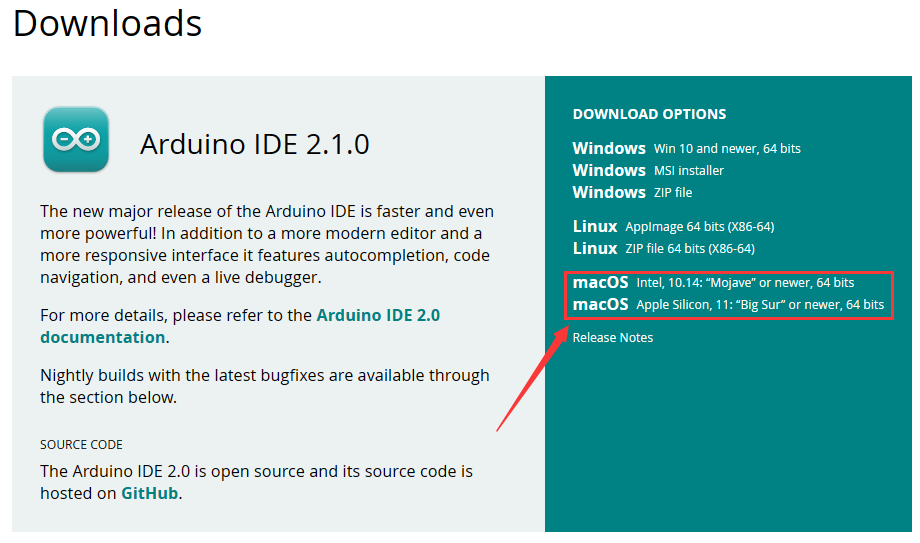 Downloads
Arduino IDE 2.1.0
The new major release of the Arduino IDE is faster and even
more powerful! In addition to a more modern editor and a
more responsive interface it features autocompletion, code
navigation, and even a live debugger.
For more details, please refer to the Arduino IDE 2.0
documentation.
Nightly builds with the latest bugfixes are available through
the section below.
SOURCE CODE
The Arduino IDE 2.0 is open source and its source code is
hosted on GitHub.
DOWNLOAD OPTIONS
Windows Win 10 and newer, 64 bits
Windows MSI installer
Windows ZIP file
Linux AppImage 64 bits (X86-64)
Linux ZIP file 64 bits (X86-64)
macOS Intel, 10.14: “Mojave” or newer, 64 bits
macOS Apple Silicon, 11: “Big Sur” or newer, 64 bits
Release Notes